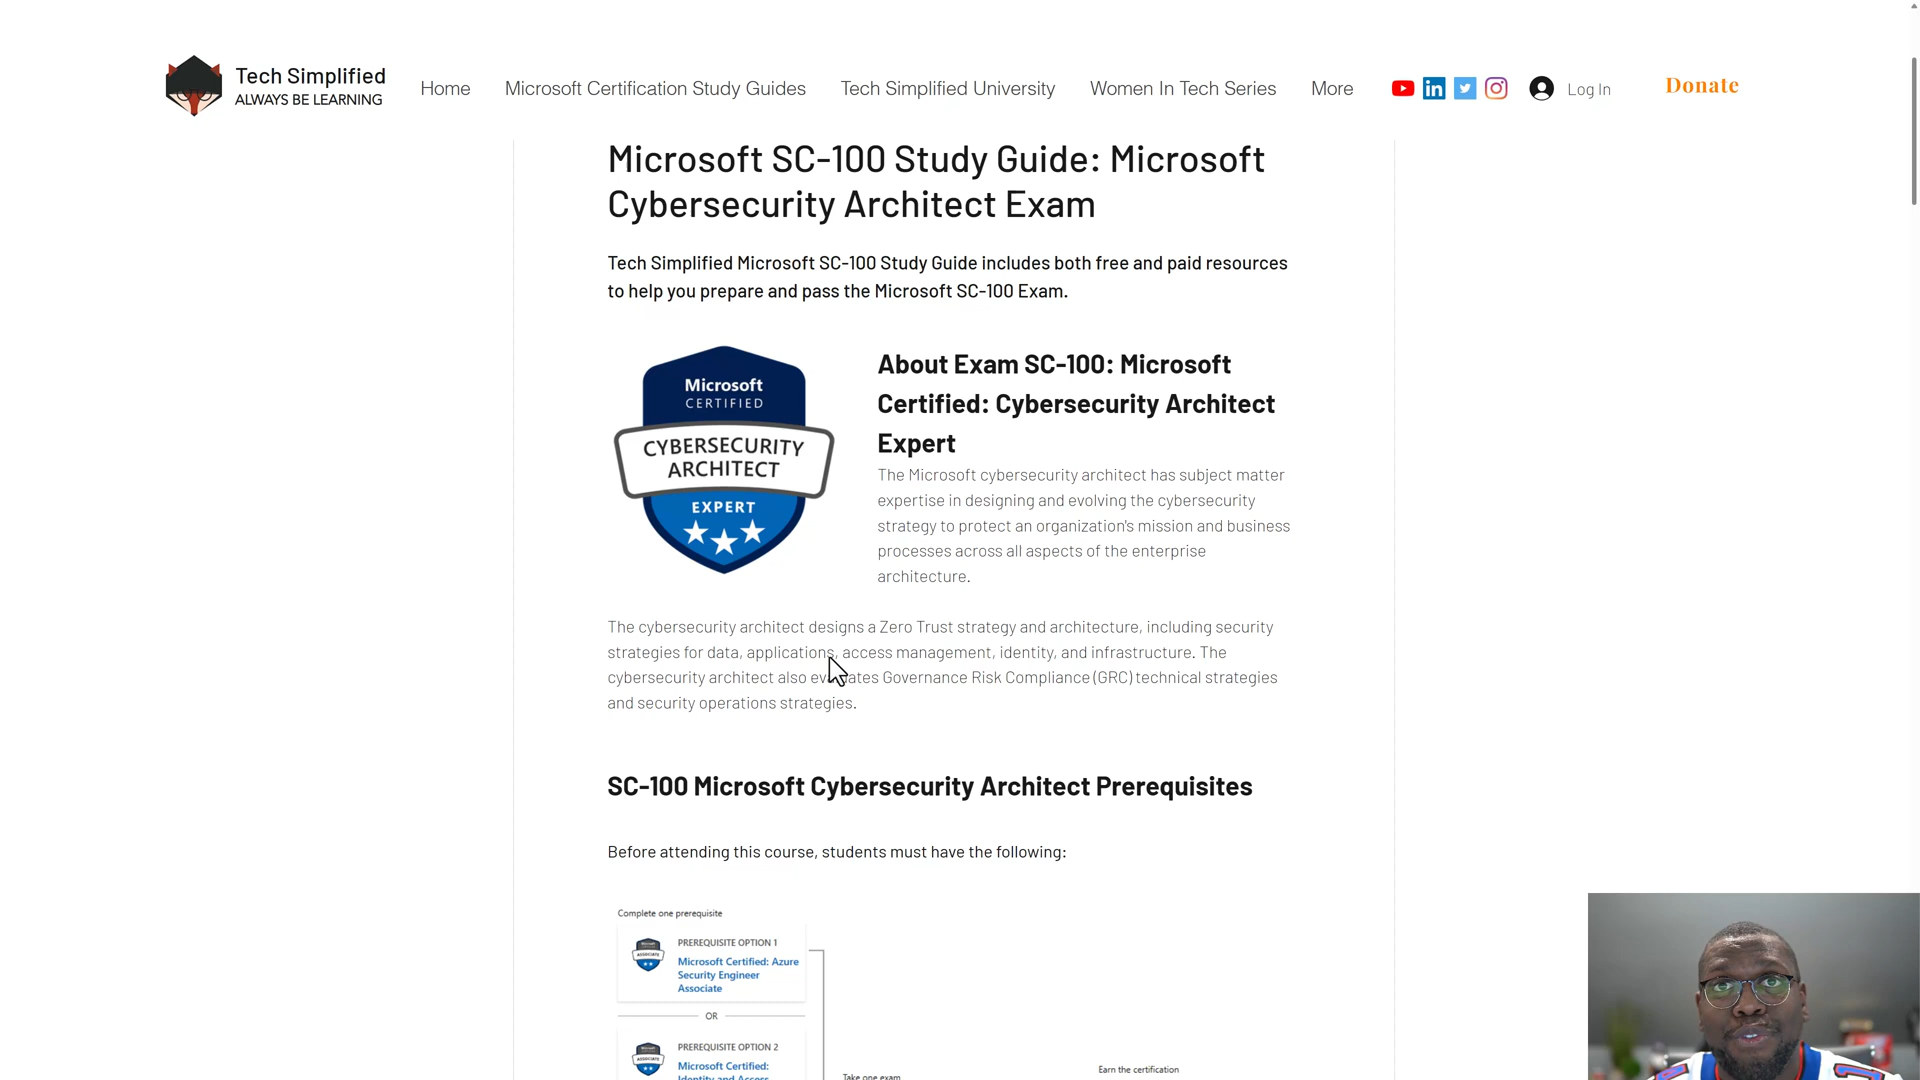 Tech Simplified
ALWAYS BE LEARNING
Home
Microsoft Certification Study Guides
Tech Simplified University
Women In Tech Series
More
Log In
Donate
Microsoft SC-100 Study Guide: Microsoft
Cybersecurity Architect Exam
Tech Simplified Microsoft SC-100 Study Guide includes both free and paid resources
to help you prepare and pass the Microsoft SC-100 Exam.
Microsoft
CERTIFIED
CYBERSECURITY
ARCHITECT
EXPERT
About Exam SC-100: Microsoft
Certified: Cybersecurity Architect
Expert
The Microsoft cybersecurity architect has subject matter
expertise in designing and evolving the cybersecurity
strategy to protect an organization's mission and business
processes across all aspects of the enterprise
architecture.
The cybersecurity architect designs a Zero Trust strategy and architecture, including security
strategies for data, applications, access management, identity, and infrastructure. The
cybersecurity architect also evaluates Governance Risk Compliance (GRC) technical strategies
and security operations strategies.
SC-100 Microsoft Cybersecurity Architect Prerequisites
Before attending this course, students must have the following:
Complete one prerequisite
PREREQUISITE OPTION 1
Microsoft Certified: Azure
Security Engineer
Associate
OR
PREREQUISITE OPTION 2
Microsoft Certified:
Identity and Access
Take one exam
Earn the certification